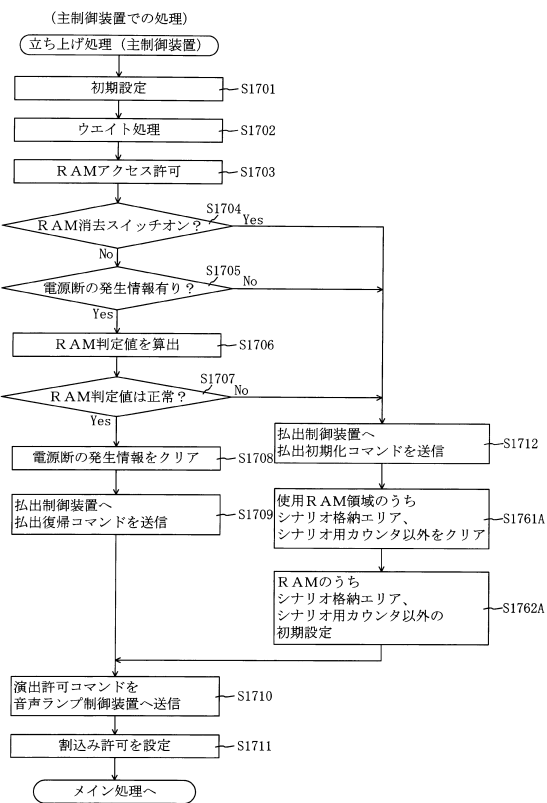 (主制御装置での処理)
立ち上げ処理（主制御装置）
初期設定
S1701
ウエイト処理
S1702
ＲＡＭアクセス許可
S1703
ＲＡＭ消去スイッチオン？
S1704
Yes
No
電源断の発生情報有り？
S1705
No
Yes
ＲＡＭ判定値を算出
S1706
ＲＡＭ判定値は正常？
S1707
No
Yes
電源断の発生情報をクリア
S1708
払出制御装置へ
払出復帰コマンドを送信
S1709
払出制御装置へ
払出初期化コマンドを送信
S1712
使用ＲＡＭ領域のうち
シナリオ格納エリア、
シナリオ用カウンタ以外をクリア
S1761A
ＲＡＭのうち
シナリオ格納エリア、
シナリオ用カウンタ以外の
初期設定
S1762A
演出許可コマンドを
音声ランプ制御装置へ送信
S1710
割込み許可を設定
S1711
メイン処理へ